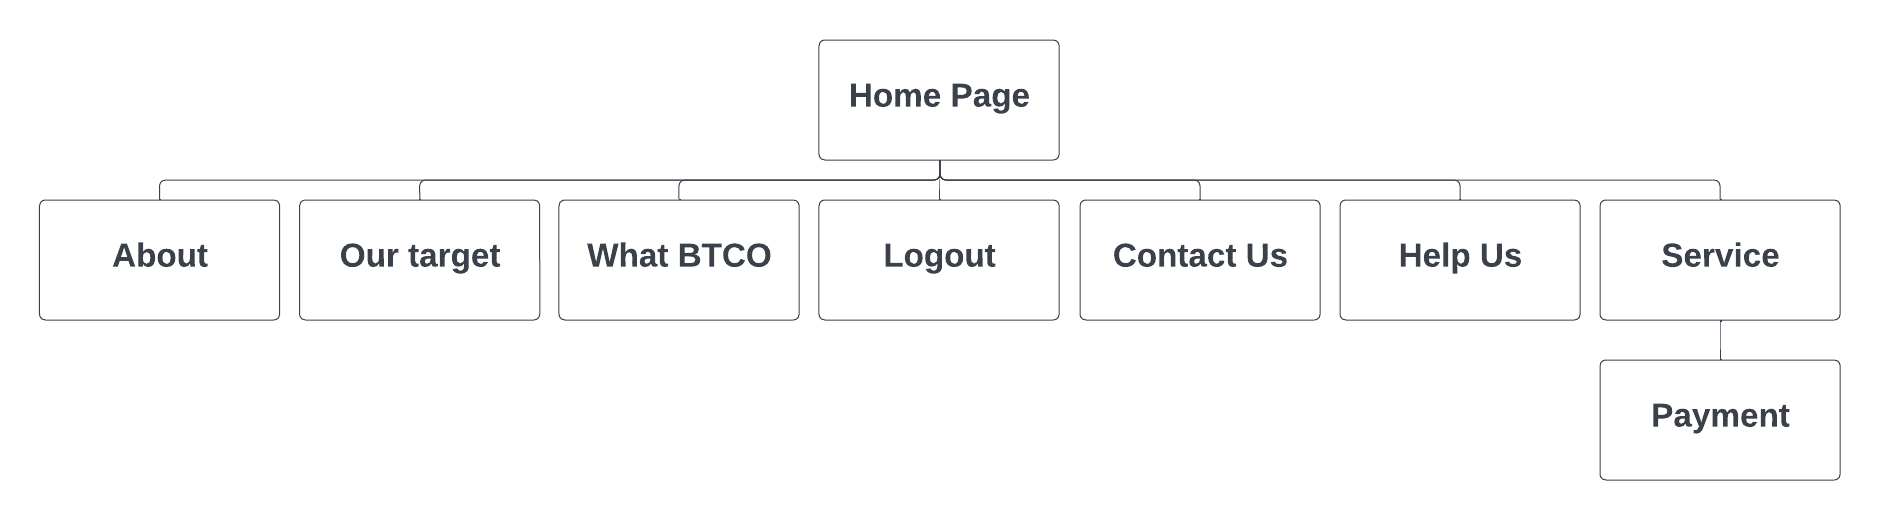 Home Page
About
Our target
What BTCO
Logout
Contact Us
Help Us
Service
Payment